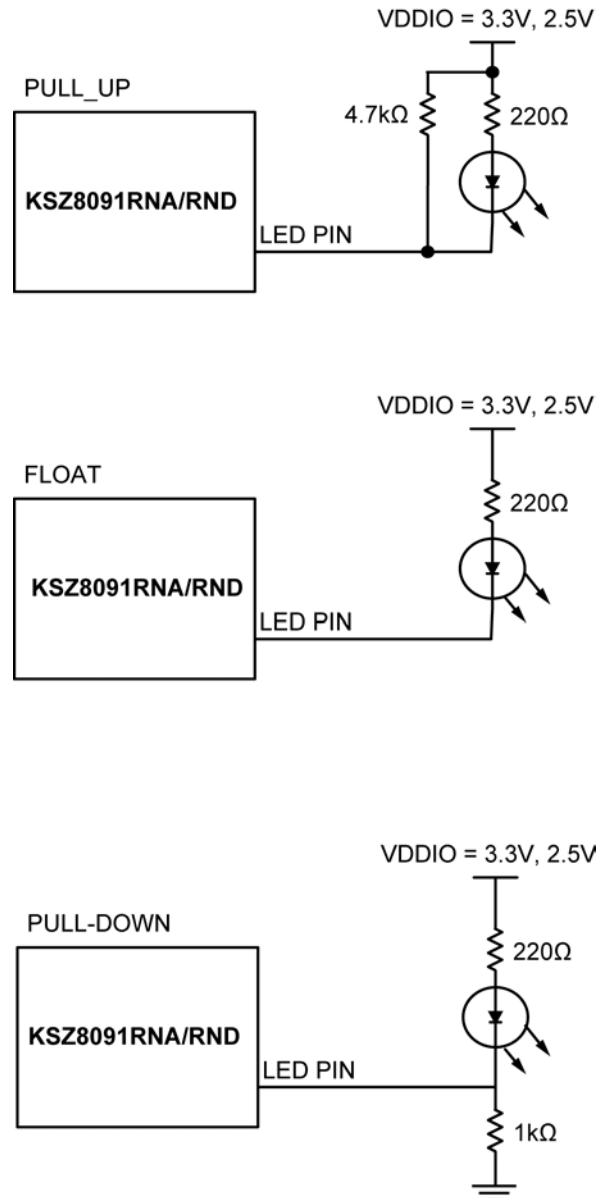 VDDIO = 3.3V, 2.5V
PULL_UP
4.7kΩ
220Ω
KSZ8091RNA/RND
LED PIN
VDDIO = 3.3V, 2.5V
FLOAT
220Ω
KSZ8091RNA/RND
LED PIN
VDDIO = 3.3V, 2.5V
PULL-DOWN
220Ω
KSZ8091RNA/RND
LED PIN
1kΩ